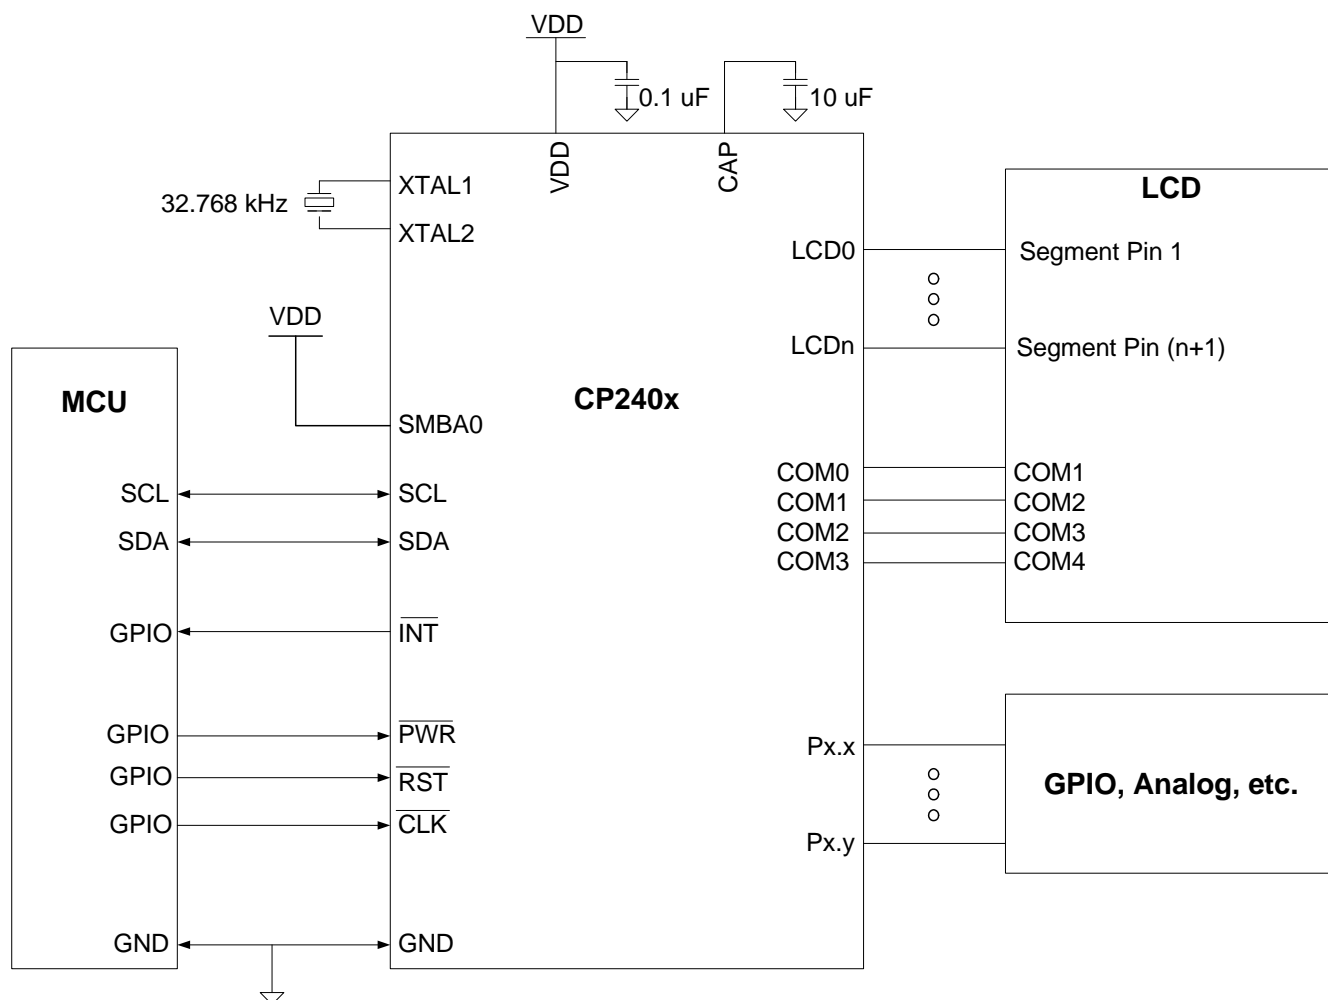 VDD
0.1 uF
10 uF
VDD
CAP
32.768 kHz
XTAL1
XTAL2
VDD
SMBA0
MCU
CP240x
SCL
SCL
SDA
SDA
GPIO
INT
GPIO
PWR
GPIO
RST
GPIO
CLK
GND
GND
LCD0
LCDn
COM0
COM1
COM2
COM3
Px.x
Px.y
LCD
Segment Pin 1
Segment Pin (n+1)
COM1
COM2
COM3
COM4
GPIO, Analog, etc.